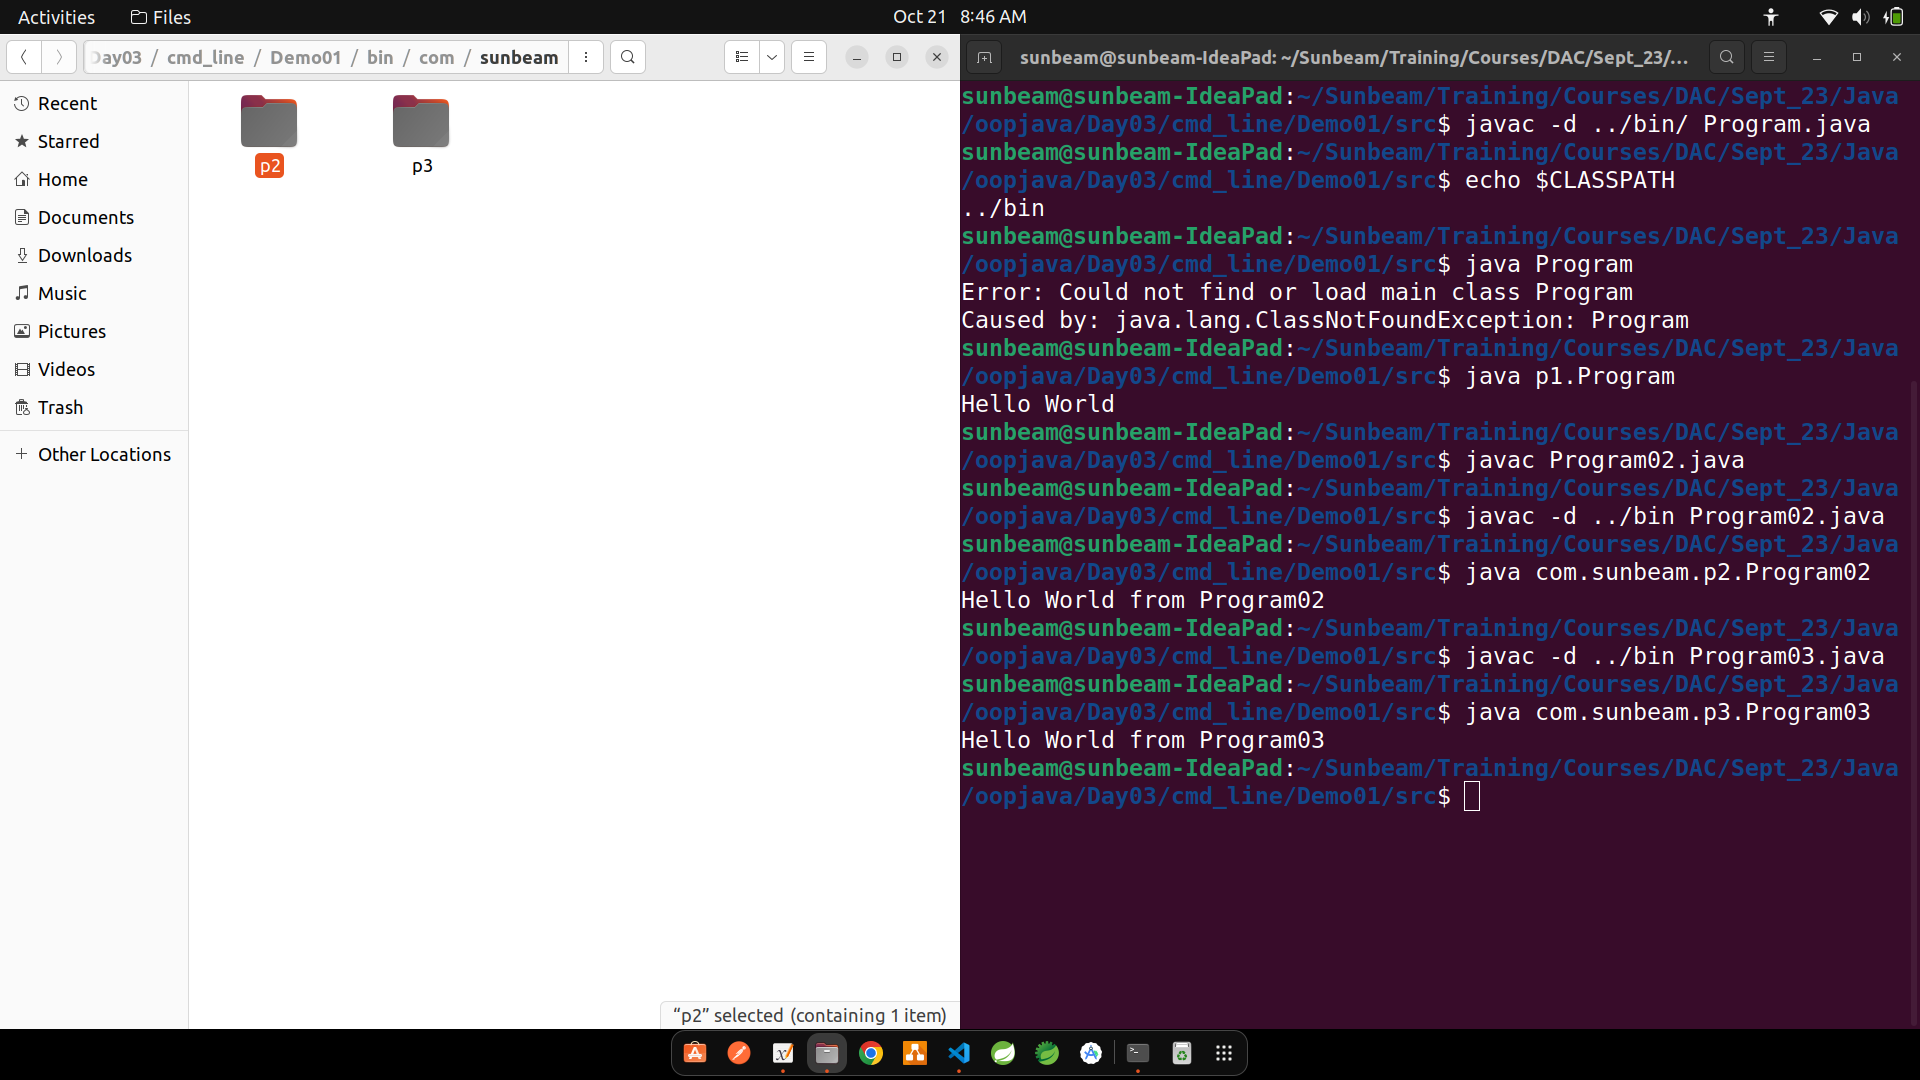 Activities
Files
Oct 21 8:46 AM
Day03 / cmd_line / Demo01 / bin / com / sunbeam
sunbeam@sunbeam-IdeaPad: ~/Sunbeam/Training/Courses/DAC/Sept_23/...
Recent
Starred
Home
Documents
Downloads
Music
Pictures
Videos
Trash
+ Other Locations
p2
p3
"p2" selected (containing 1 item)
sunbeam@sunbeam-IdeaPad:~/Sunbeam/Training/Courses/DAC/Sept_23/Java
/oopjava/Day03/cmd_line/Demo01/src$ javac -d ../bin/ Program.java
sunbeam@sunbeam-IdeaPad:~/Sunbeam/Training/Courses/DAC/Sept_23/Java
/oopjava/Day03/cmd_line/Demo01/src$ echo $CLASSPATH
../bin
sunbeam@sunbeam-IdeaPad:~/Sunbeam/Training/Courses/DAC/Sept_23/Java
/oopjava/Day03/cmd_line/Demo01/src$ java Program
Error: Could not find or load main class Program
Caused by: java.lang.ClassNotFoundException: Program
sunbeam@sunbeam-IdeaPad:~/Sunbeam/Training/Courses/DAC/Sept_23/Java
/oopjava/Day03/cmd_line/Demo01/src$ java p1.Program
Hello World
sunbeam@sunbeam-IdeaPad:~/Sunbeam/Training/Courses/DAC/Sept_23/Java
/oopjava/Day03/cmd_line/Demo01/src$ javac Program02.java
sunbeam@sunbeam-IdeaPad:~/Sunbeam/Training/Courses/DAC/Sept_23/Java
/oopjava/Day03/cmd_line/Demo01/src$ javac -d ../bin Program02.java
sunbeam@sunbeam-IdeaPad:~/Sunbeam/Training/Courses/DAC/Sept_23/Java
/oopjava/Day03/cmd_line/Demo01/src$ java com.sunbeam.p2.Program02
Hello World from Program02
sunbeam@sunbeam-IdeaPad:~/Sunbeam/Training/Courses/DAC/Sept_23/Java
/oopjava/Day03/cmd_line/Demo01/src$ javac -d ../bin Program03.java
sunbeam@sunbeam-IdeaPad:~/Sunbeam/Training/Courses/DAC/Sept_23/Java
/oopjava/Day03/cmd_line/Demo01/src$ java com.sunbeam.p3.Program03
Hello World from Program03
sunbeam@sunbeam-IdeaPad:~/Sunbeam/Training/Courses/DAC/Sept_23/Java
/oopjava/Day03/cmd_line/Demo01/src$